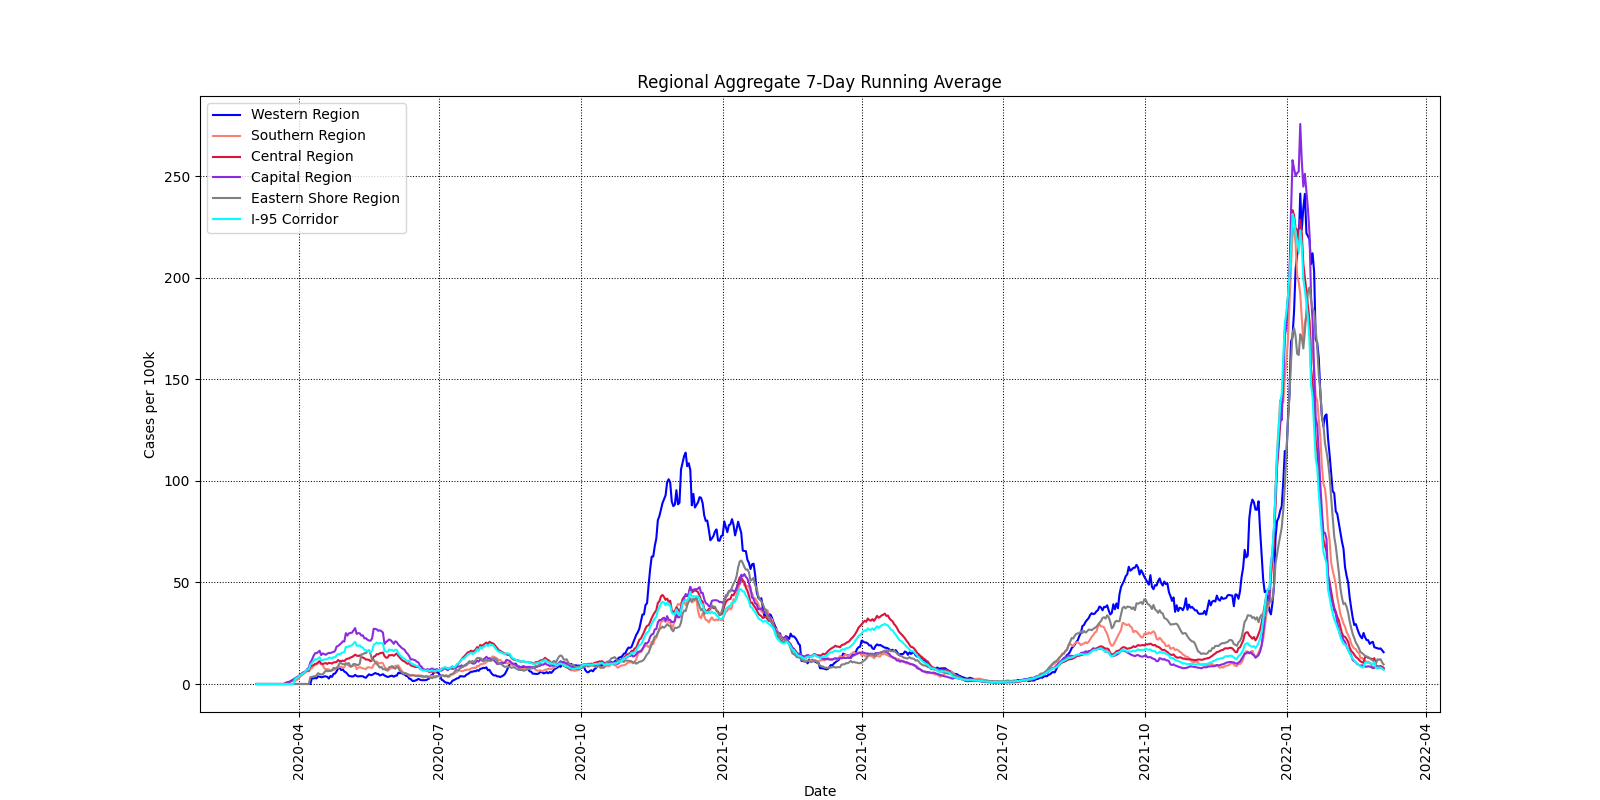 Regional Aggregate 7-Day Running Average
Western Region
Southern Region
Central Region
Capital Region
Eastern Shore Region
I-95 Corridor
Cases per 100k
250
200
150
100
50
0
2020-04
2020-07
2020-10
2021-01
2021-04
2021-07
2021-10
2022-01
2022-04
Date